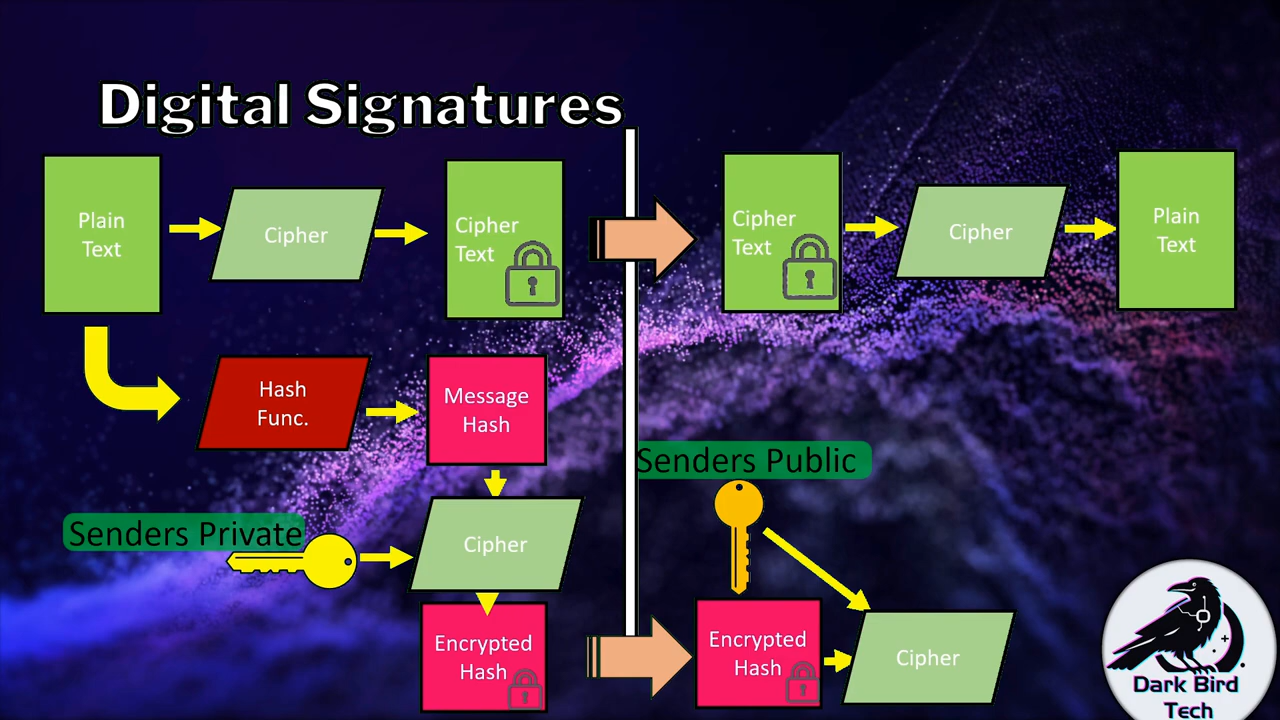 Digital Signatures
Plain
Text
Cipher
Cipher
Text
Cipher
Text
Cipher
Plain
Text
Hash
Func.
Message
Hash
Senders Private
Cipher
Encrypted
Hash
Senders Public
Encrypted
Hash
Cipher
Dark Bird
Tech